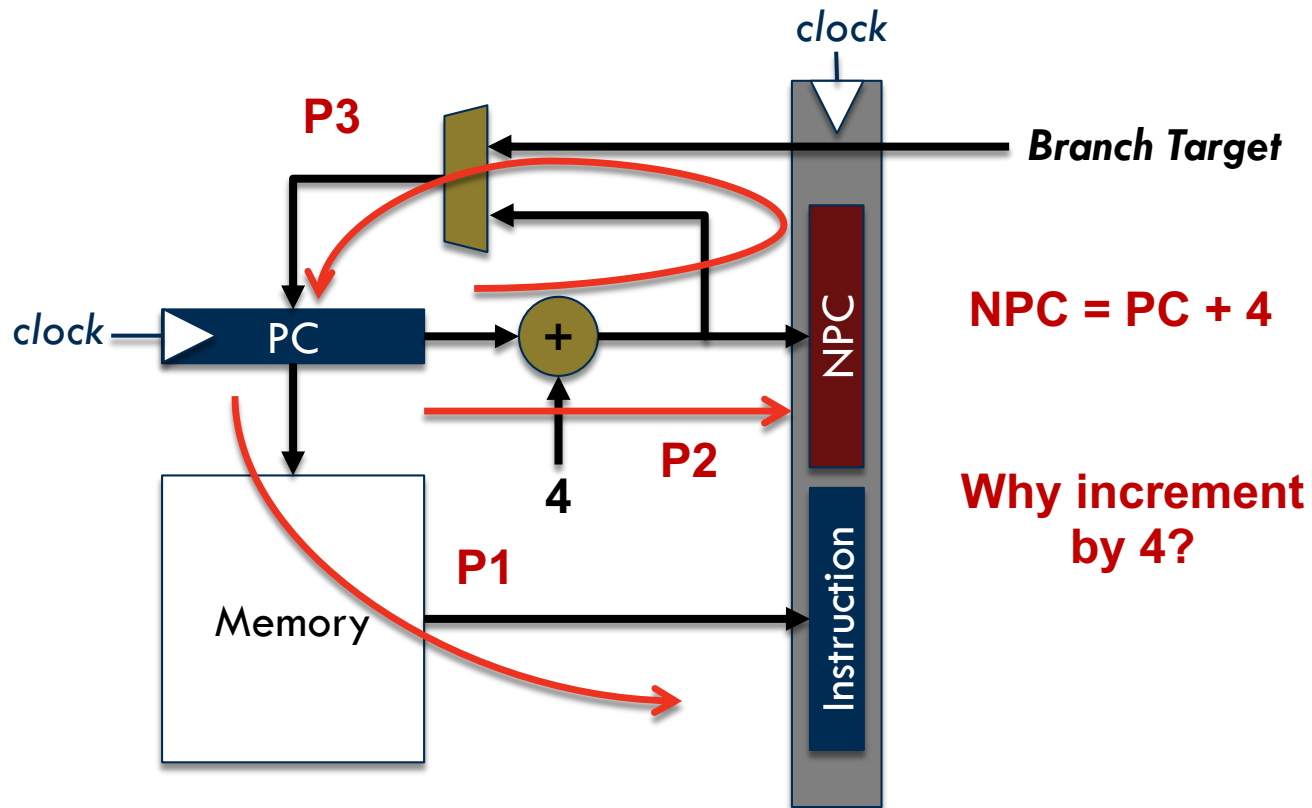 clock
P3
Branch Target
clock
PC
+
NPC
NPC = PC + 4
P2
4
Why increment
by 4?
P1
Memory
Instruction